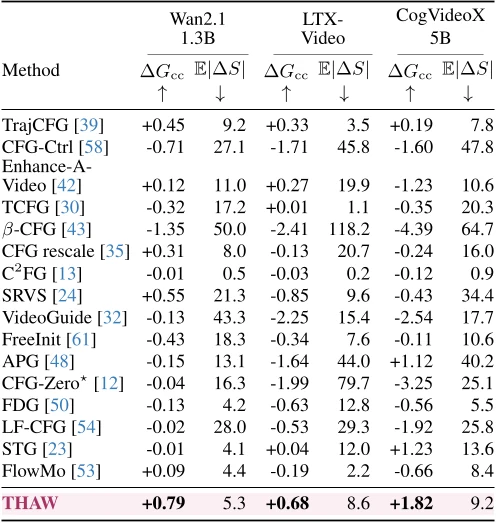 Wan2.1 LTX- CogVideoX
1.3B Video 5B
Method ΔG_cc 𝔼|ΔS| ΔG_cc 𝔼|ΔS| ΔG_cc 𝔼|ΔS|
↑ ↓ ↑ ↓ ↑ ↓
TrajCFG [39] +0.45 9.2 +0.33 3.5 +0.19 7.8
CFG-Ctrl [58] -0.71 27.1 -1.71 45.8 -1.60 47.8
Enhance-A-
Video [42] +0.12 11.0 +0.27 19.9 -1.23 10.6
TCFG [30] -0.32 17.2 +0.01 1.1 -0.35 20.3
β-CFG [43] -1.35 50.0 -2.41 118.2 -4.39 64.7
CFG rescale [35] +0.31 8.0 -0.13 20.7 -0.24 16.0
C²FG [13] -0.01 0.5 -0.03 0.2 -0.12 0.9
SRVS [24] +0.55 21.3 -0.85 9.6 -0.43 34.4
VideoGuide [32] -0.13 43.3 -2.25 15.4 -2.54 17.7
FreeInit [61] -0.43 18.3 -0.34 7.6 -0.11 10.6
APG [48] -0.15 13.1 -1.64 44.0 +1.12 40.2
CFG-Zero⋆ [12] -0.04 16.3 -1.99 79.7 -3.25 25.1
FDG [50] -0.13 4.2 -0.63 12.8 -0.56 5.5
LF-CFG [54] -0.02 28.0 -0.53 29.3 -1.92 25.8
STG [23] -0.01 4.1 +0.04 12.0 +1.23 13.6
FlowMo [53] +0.09 4.4 -0.19 2.2 -0.66 8.4
THAW +0.79 5.3 +0.68 8.6 +1.82 9.2